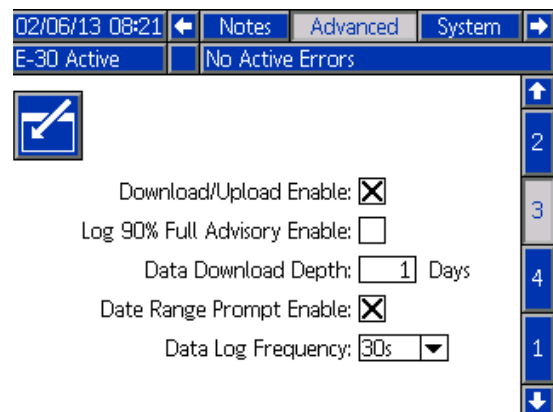 02/06/13 08:21 Notes Advanced System
E-30 Active No Active Errors
2
Download/Upload Enable:
3
Log 90% Full Advisory Enable:
Data Download Depth: 1 Days
4
Date Range Prompt Enable:
Data Log Frequency: 30s
1